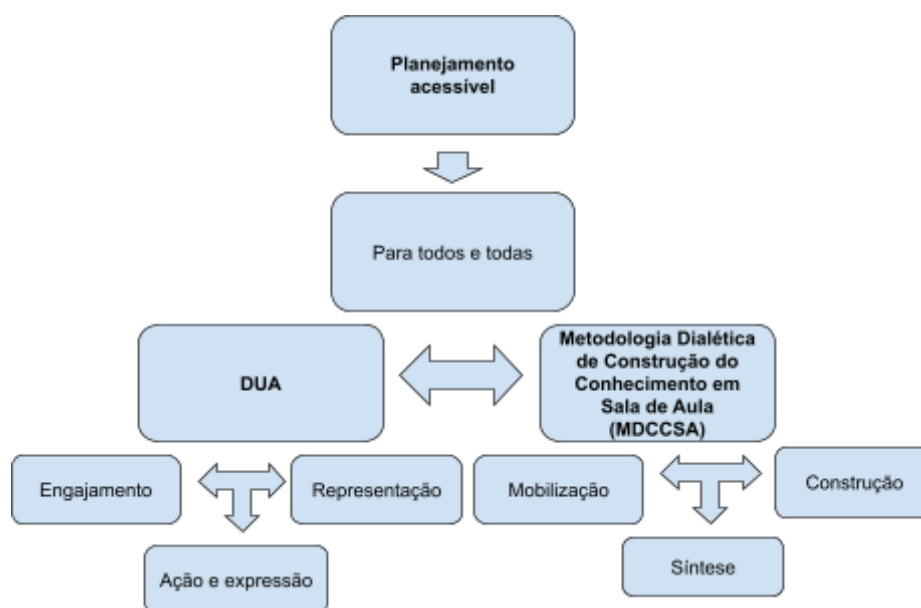 Planejamento
acessível
Para todos e todas
DUA
Metodologia Dialética
de Construção do
Conhecimento em
Sala de Aula
(MDCCSA)
Engajamento
Representação
Mobilização
Construção
Ação e expressão
Síntese